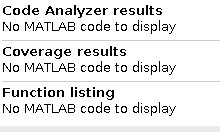 Code Analyzer results
No MATLAB code to display
Coverage results
No MATLAB code to display
Function listing
No MATLAB code to display